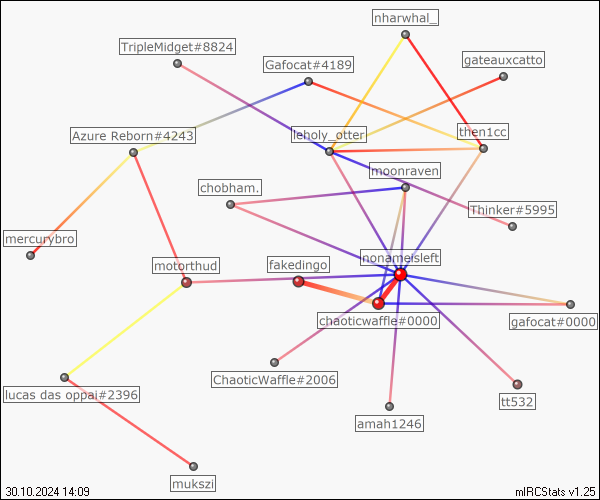 nharwhal_
TripleMidget#8824
gateauxcatto
Gafocat#4189
Azure Reborn#4243
leholy_otter
then1cc
moonraven
chobham.
Thinker#5995
mercurybro
nonameisleft
motorthud
fakedingo
chaoticwaffle#0000
gafocat#0000
ChaoticWaffle#2006
lucas das oppai#2396
tt532
amah1246
mukszi
30.10.2024 14:09
mIRCStats v1.25